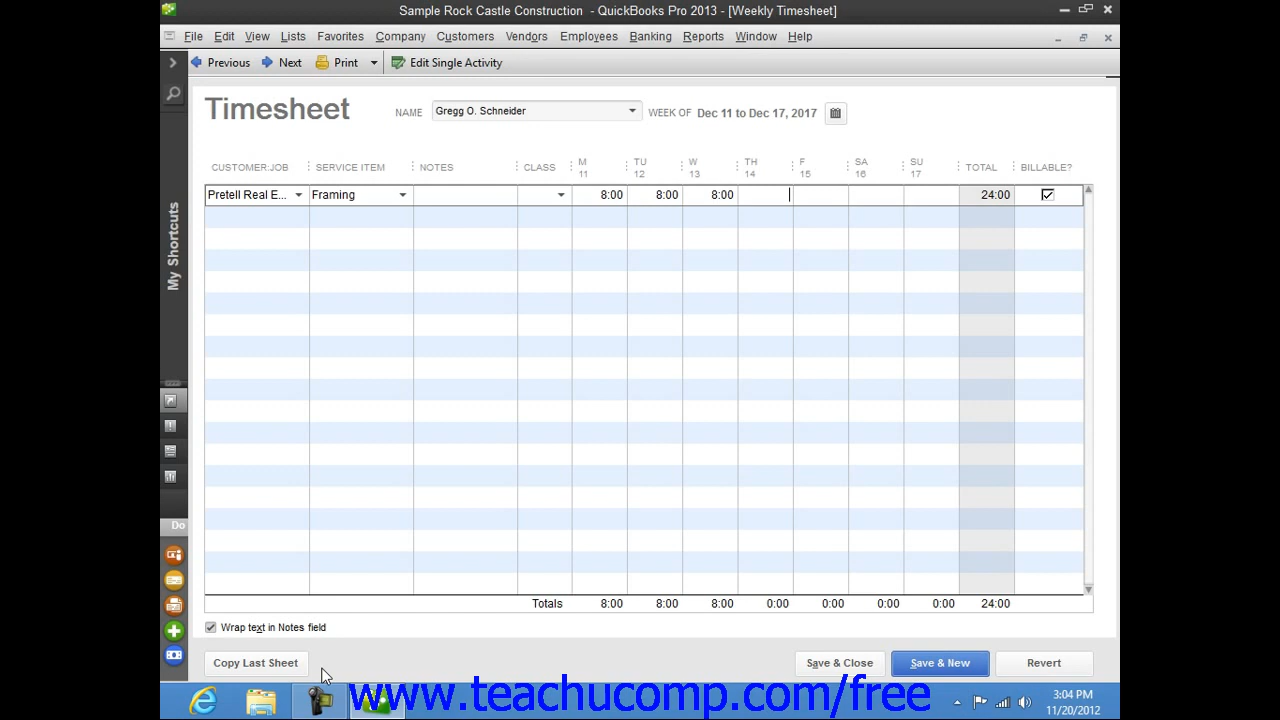 Sample Rock Castle Construction - QuickBooks Pro 2013 - [Weekly Timesheet]
File Edit View Lists Favorites Company Customers Vendors Employees Banking Reports Window Help
Previous Next Print Edit Single Activity
Timesheet NAME Gregg O. Schneider WEEK OF Dec 11 to Dec 17, 2017
CUSTOMER:JOB SERVICE ITEM NOTES CLASS M TU W TH F SA SU TOTAL BILLABLE?
11 12 13 14 15 16 17
Pretell Real E... Framing 8:00 8:00 8:00 24:00
My Shortcuts
Do
Totals 8:00 8:00 8:00 0:00 0:00 0:00 0:00 24:00
Wrap text in Notes field
Copy Last Sheet Save & Close Save & New Revert
www.teachucomp.com/free
3:04 PM
11/20/2012